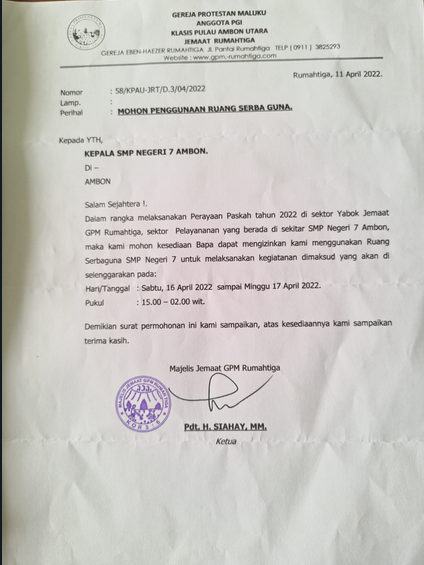 GEREJA PROTESTAN MALUKU
ANGGOTA PGI
KLASIS PULAU AMBON UTARA
JEMAAT RUMAHTIGA
GEREJA EBEN-HAEZER RUMAHTIGA Jl. Pantai Rumahtiga TELP ( 0911 ) 3825293
Website : www.gpm-rumahtiga.com
Rumahtiga, 11 April 2022.
Nomor : 58/KPAU-JRT/D.3/04/2022
Lamp. :
Perihal : MOHON PENGGUNAAN RUANG SERBA GUNA.
Kepada YTH,
KEPALA SMP NEGERI 7 AMBON.
Di –
AMBON
Salam Sejahtera !.
Dalam rangka melaksanakan Perayaan Paskah tahun 2022 di sektor Yabok Jemaat
GPM Rumahtiga, sektor Pelayananan yang berada di sekitar SMP Negeri 7 Ambon,
maka kami mohon kesediaan Bapa dapat mengizinkan kami menggunakan Ruang
Serbaguna SMP Negeri 7 untuk melaksanakan kegiatanan dimaksud yang akan di
selenggarakan pada:
Hari/Tanggal : Sabtu, 16 April 2022 sampai Minggu 17 April 2022.
Pukul : 15.00 – 02.00 wit.
Demikian surat permohonan ini kami sampaikan, atas kesediaannya kami sampaikan
terima kasih.
Majelis Jemaat GPM Rumahtiga
Pdt. H. SIAHAY, MM.
Ketua